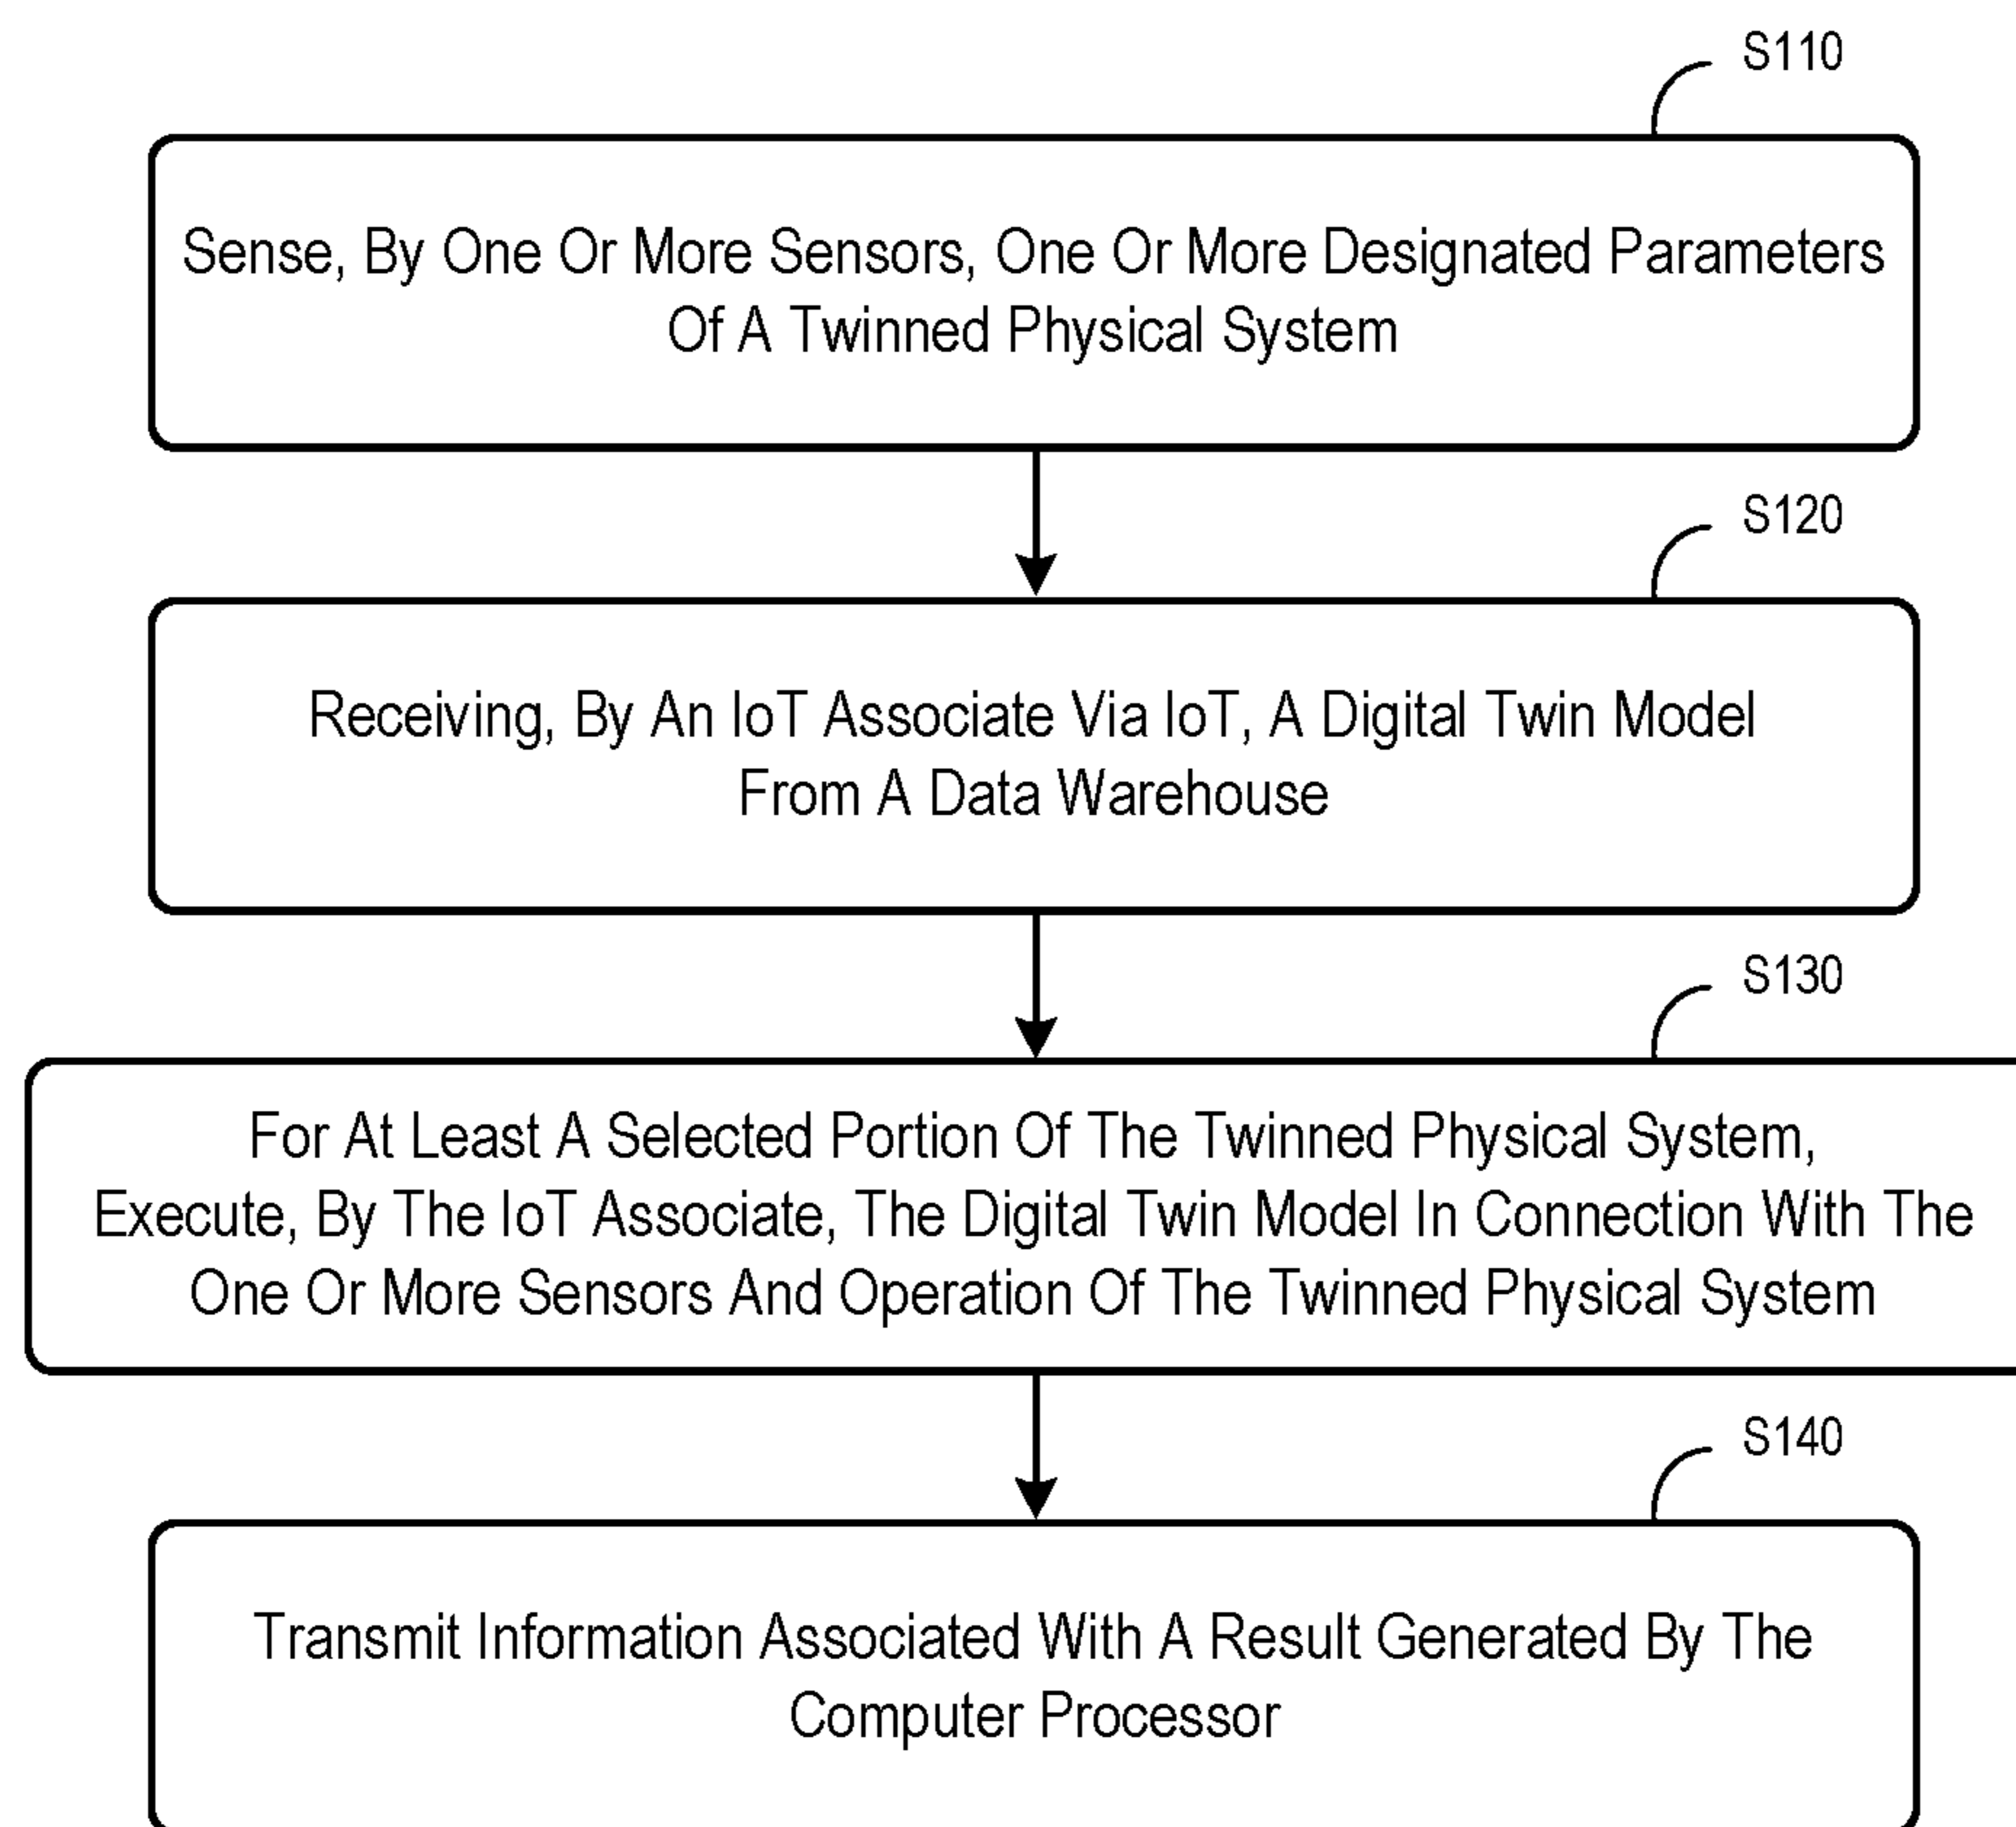 S110
Sense, By One Or More Sensors, One Or More Designated Parameters
Of A Twinned Physical System
S120
Receiving, By An IoT Associate Via IoT, A Digital Twin Model
From A Data Warehouse
S130
For At Least A Selected Portion Of The Twinned Physical System,
Execute, By The IoT Associate, The Digital Twin Model In Connection With The
One Or More Sensors And Operation Of The Twinned Physical System
S140
Transmit Information Associated With A Result Generated By The
Computer Processor